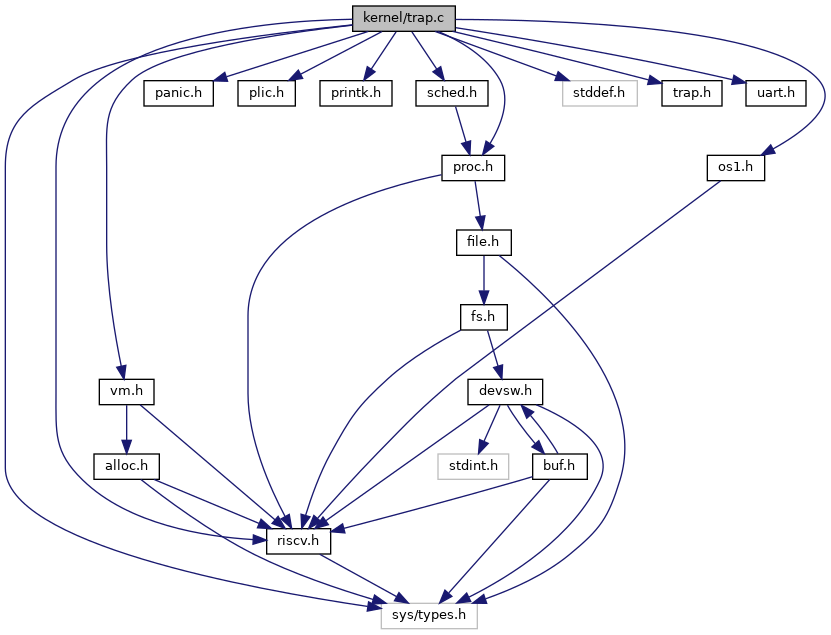 kernel/trap.c
panic.h
plic.h
printk.h
sched.h
stddef.h
trap.h
uart.h
proc.h
os1.h
file.h
fs.h
vm.h
devsw.h
alloc.h
stdint.h
buf.h
riscv.h
sys/types.h